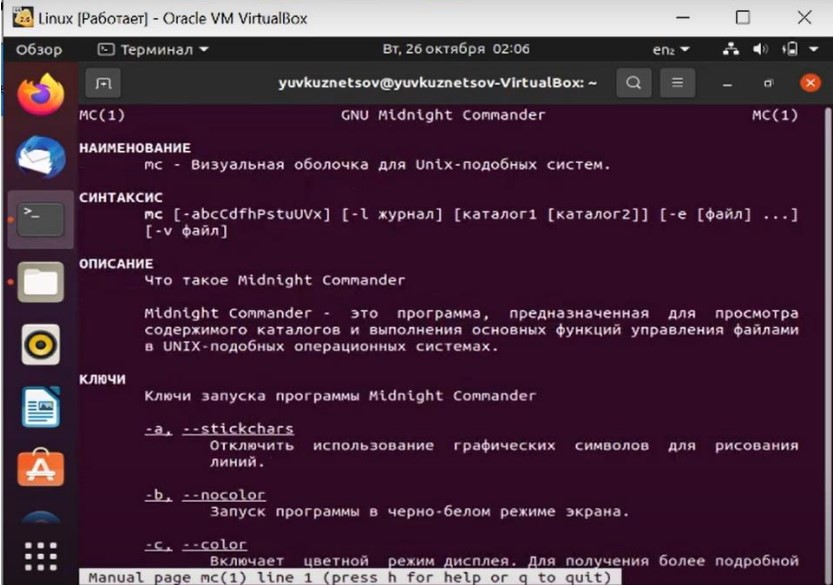 Linux [Работает] - Oracle VM VirtualBox
Обзор Терминал Вт, 26 октября 02:06 en₂
yuvkuznetsov@yuvkuznetsov-VirtualBox: ~
MC(1) GNU Midnight Commander MC(1)
НАИМЕНОВАНИЕ
mc - Визуальная оболочка для Unix-подобных систем.
СИНТАКСИС
mc [-abcCdfhPstuUVx] [-l журнал] [каталог1 [каталог2]] [-e [файл] ...]
[-v файл]
ОПИСАНИЕ
Что такое Midnight Commander
Midnight Commander - это программа, предназначенная для просмотра
содержимого каталогов и выполнения основных функций управления файлами
в UNIX-подобных операционных системах.
КЛЮЧИ
Ключи запуска программы Midnight Commander
-a, --stickchars
Отключить использование графических символов для рисования
линий.
-b, --nocolor
Запуск программы в черно-белом режиме экрана.
-c, --color
Включает цветной режим дисплея. Для получения более подробной
Manual page mc(1) line 1 (press h for help or q to quit)